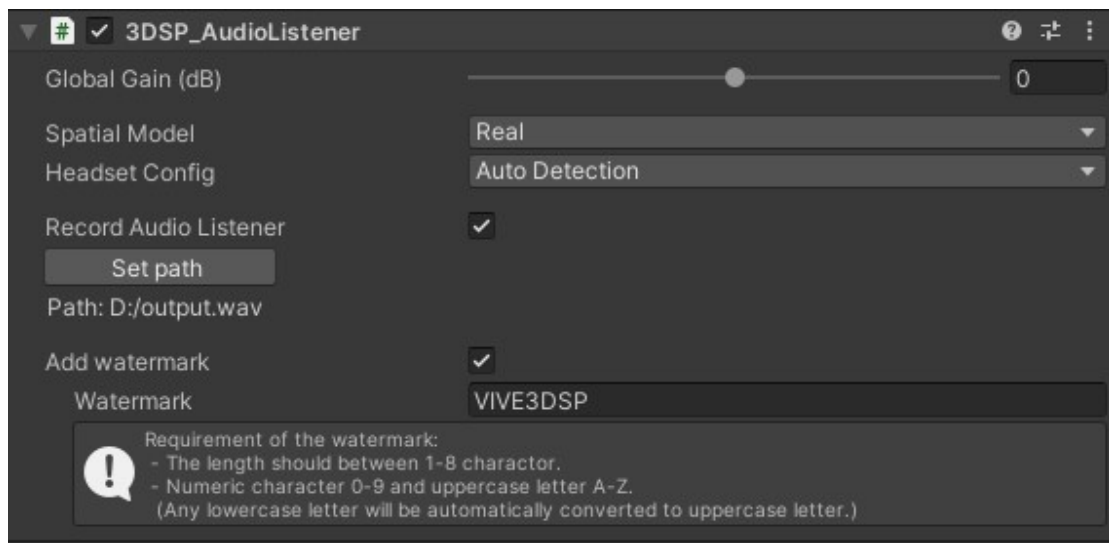 3DSP_AudioListener
Global Gain (dB) 0
Spatial Model Real
Headset Config Auto Detection
Record Audio Listener
Set path
Path: D:/output.wav
Add watermark
Watermark VIVE3DSP
Requirement of the watermark:
- The length should between 1-8 charactor.
- Numeric character 0-9 and uppercase letter A-Z.
(Any lowercase letter will be automatically converted to uppercase letter.)